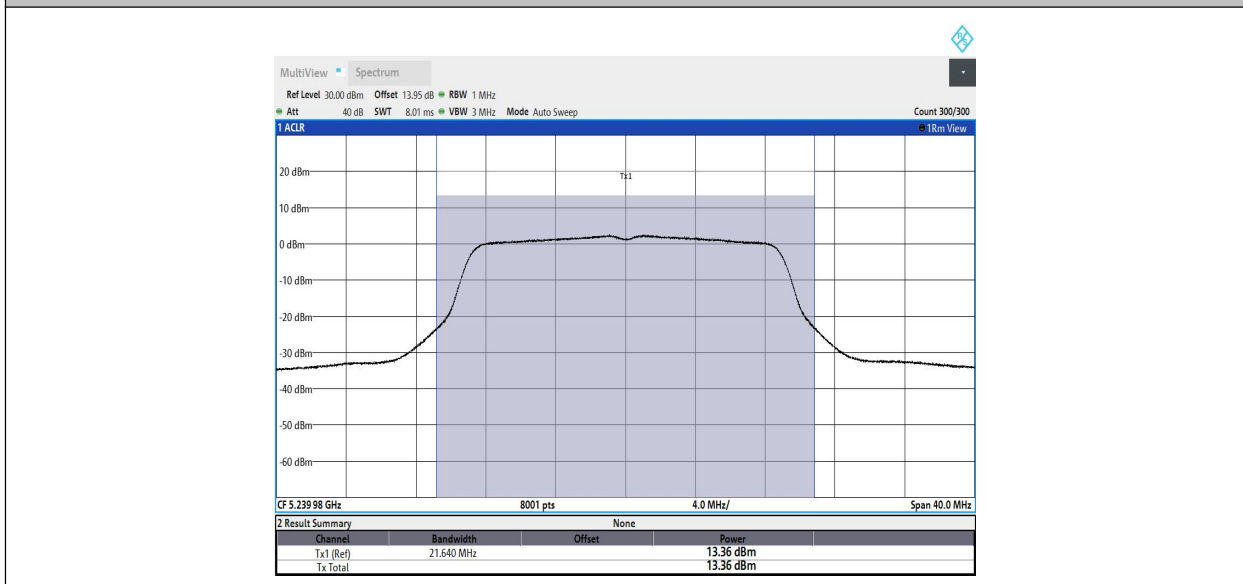 R S
MultiView Spectrum
Ref Level 30.00 dBm Offset 13.95 dB RBW 1 MHz
Att 40 dB SWT 8.01 ms VBW 3 MHz Mode Auto Sweep Count 300/300
1 ACLR 1Rm View
Tx1
20 dBm
10 dBm
0 dBm
-10 dBm
-20 dBm
-30 dBm
-40 dBm
-50 dBm
-60 dBm
CF 5.239 98 GHz 8001 pts 4.0 MHz/ Span 40.0 MHz
2 Result Summary None
Channel Bandwidth Offset Power
Tx1 (Ref) 21.640 MHz 13.36 dBm
Tx Total 13.36 dBm